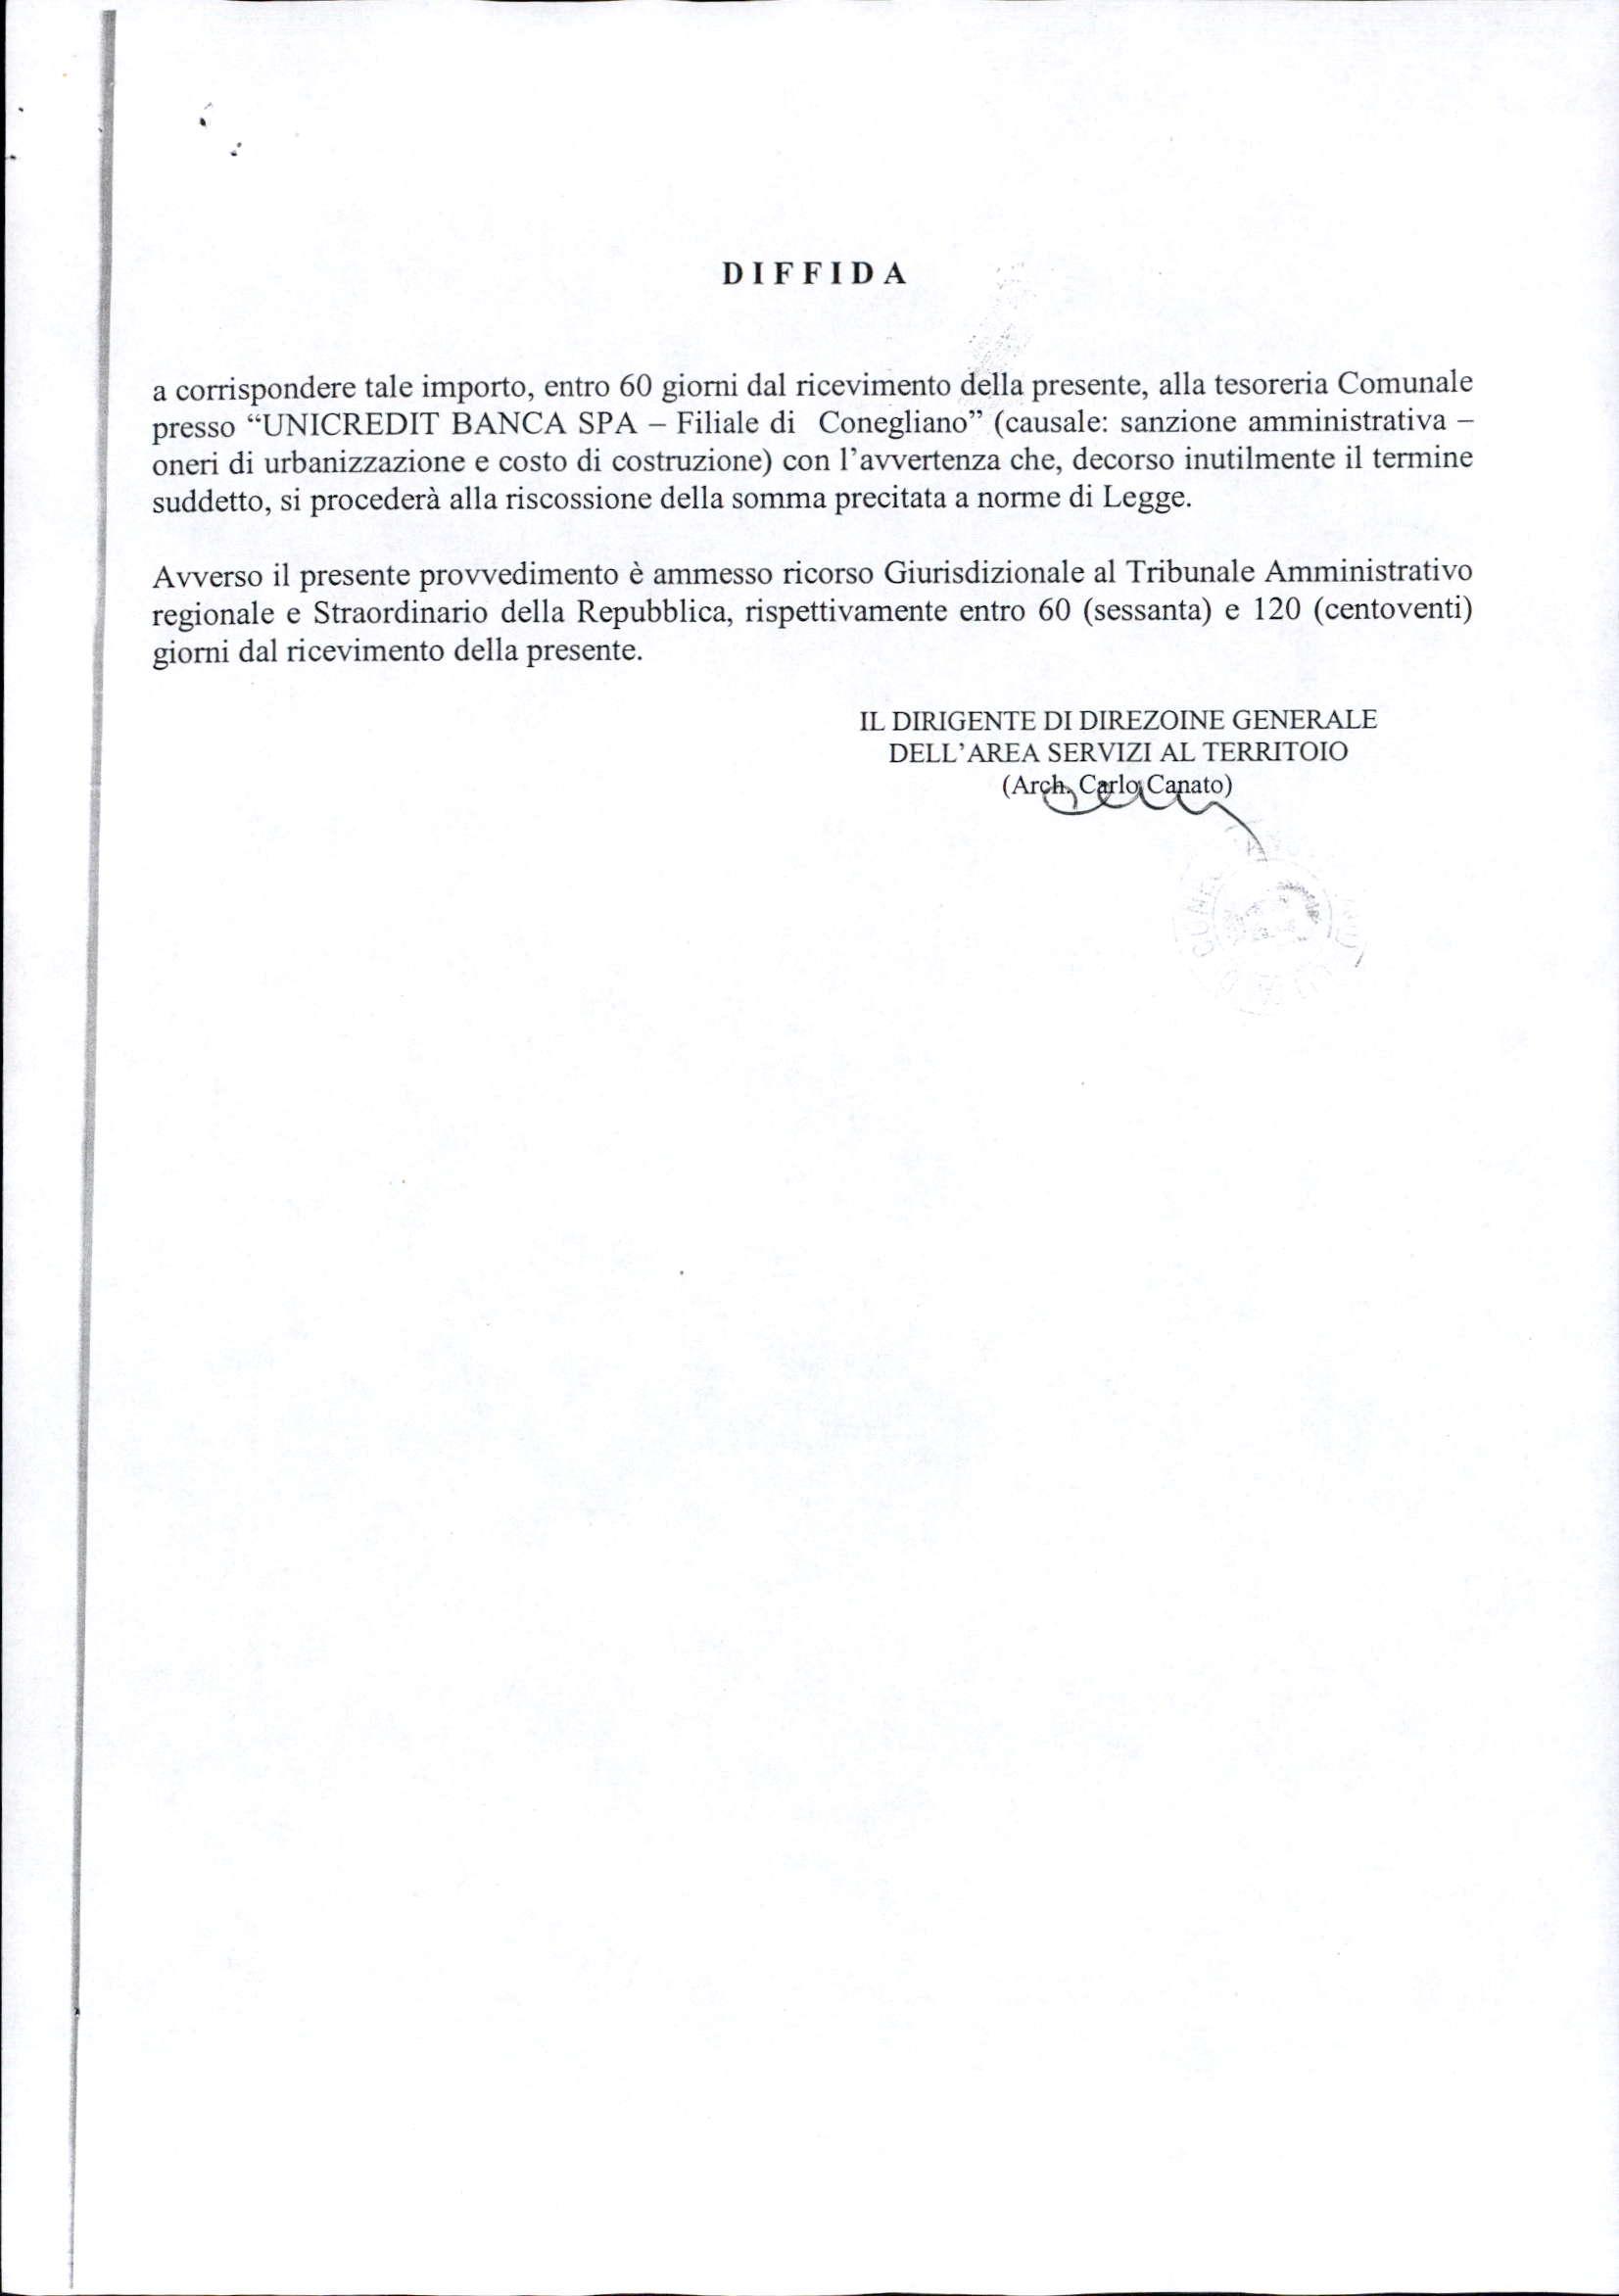 DIFFIDA
a corrispondere tale importo, entro 60 giorni dal ricevimento della presente, alla tesoreria Comunale
presso “UNICREDIT BANCA SPA – Filiale di Conegliano” (causale: sanzione amministrativa –
oneri di urbanizzazione e costo di costruzione) con l’avvertenza che, decorso inutilmente il termine
suddetto, si procederà alla riscossione della somma precitata a norme di Legge.
Avverso il presente provvedimento è ammesso ricorso Giurisdizionale al Tribunale Amministrativo
regionale e Straordinario della Repubblica, rispettivamente entro 60 (sessanta) e 120 (centoventi)
giorni dal ricevimento della presente.
IL DIRIGENTE DI DIREZOINE GENERALE
DELL’AREA SERVIZI AL TERRITOIO
(Arch. Carlo Canato)